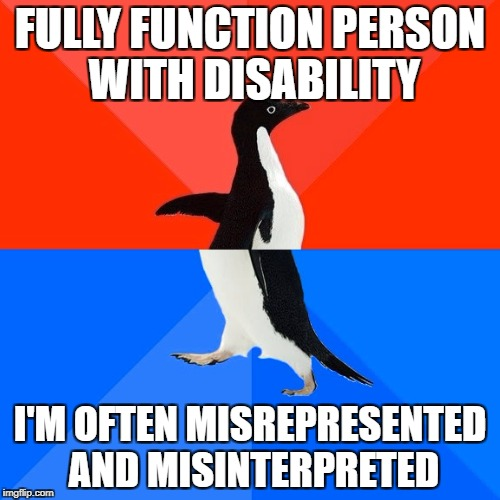 FULLY FUNCTION PERSON
WITH DISABILITY
I'M OFTEN MISREPRESENTED
AND MISINTERPRETED
imgflip.com